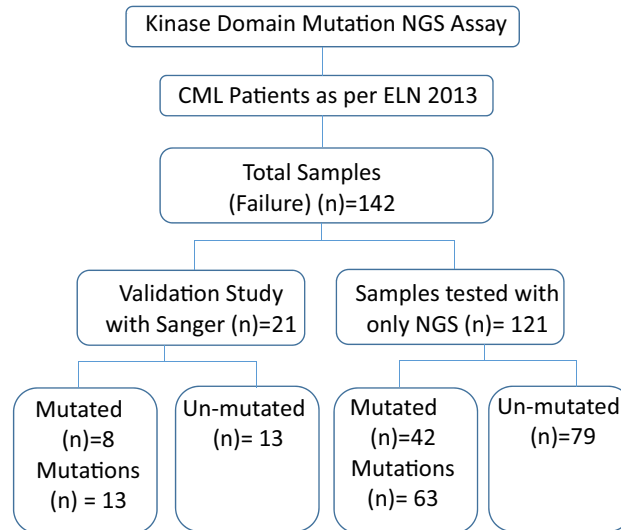 Kinase Domain Mutation NGS Assay
CML Patients as per ELN 2013
Total Samples
(Failure) (n)=142
Validation Study
with Sanger (n)=21
Samples tested with
only NGS (n)= 121
Mutated
(n)=8
Mutations
(n) = 13
Un-mutated
(n)= 13
Mutated
(n)=42
Mutations
(n)= 63
Un-mutated
(n)=79